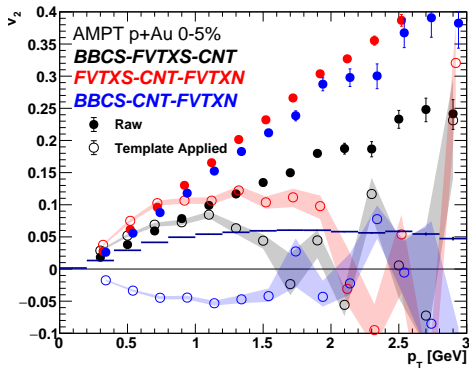 v₂
0.4
0.35
0.3
0.25
0.2
0.15
0.1
0.05
0
−0.05
−0.1
AMPT p+Au 0-5%
BBCS-FVTXS-CNT
FVTXS-CNT-FVTXN
BBCS-CNT-FVTXN
Raw
Template Applied
0 0.5 1 1.5 2 2.5 3
p_T [GeV]